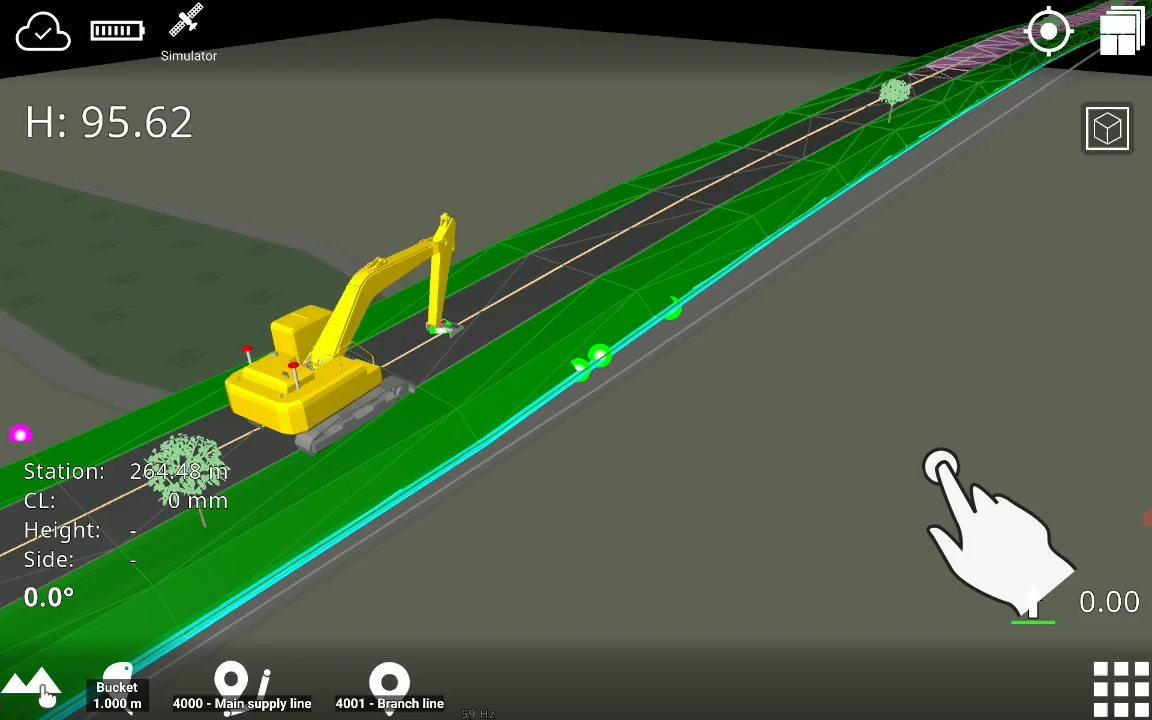 Simulator
H: 95.62
Station: 264.48 m
CL: 0 mm
Height: -
Side: -
0.0°
0.00
Bucket
1.000 m
4000 - Main supply line
4001 - Branch line
59 Hz